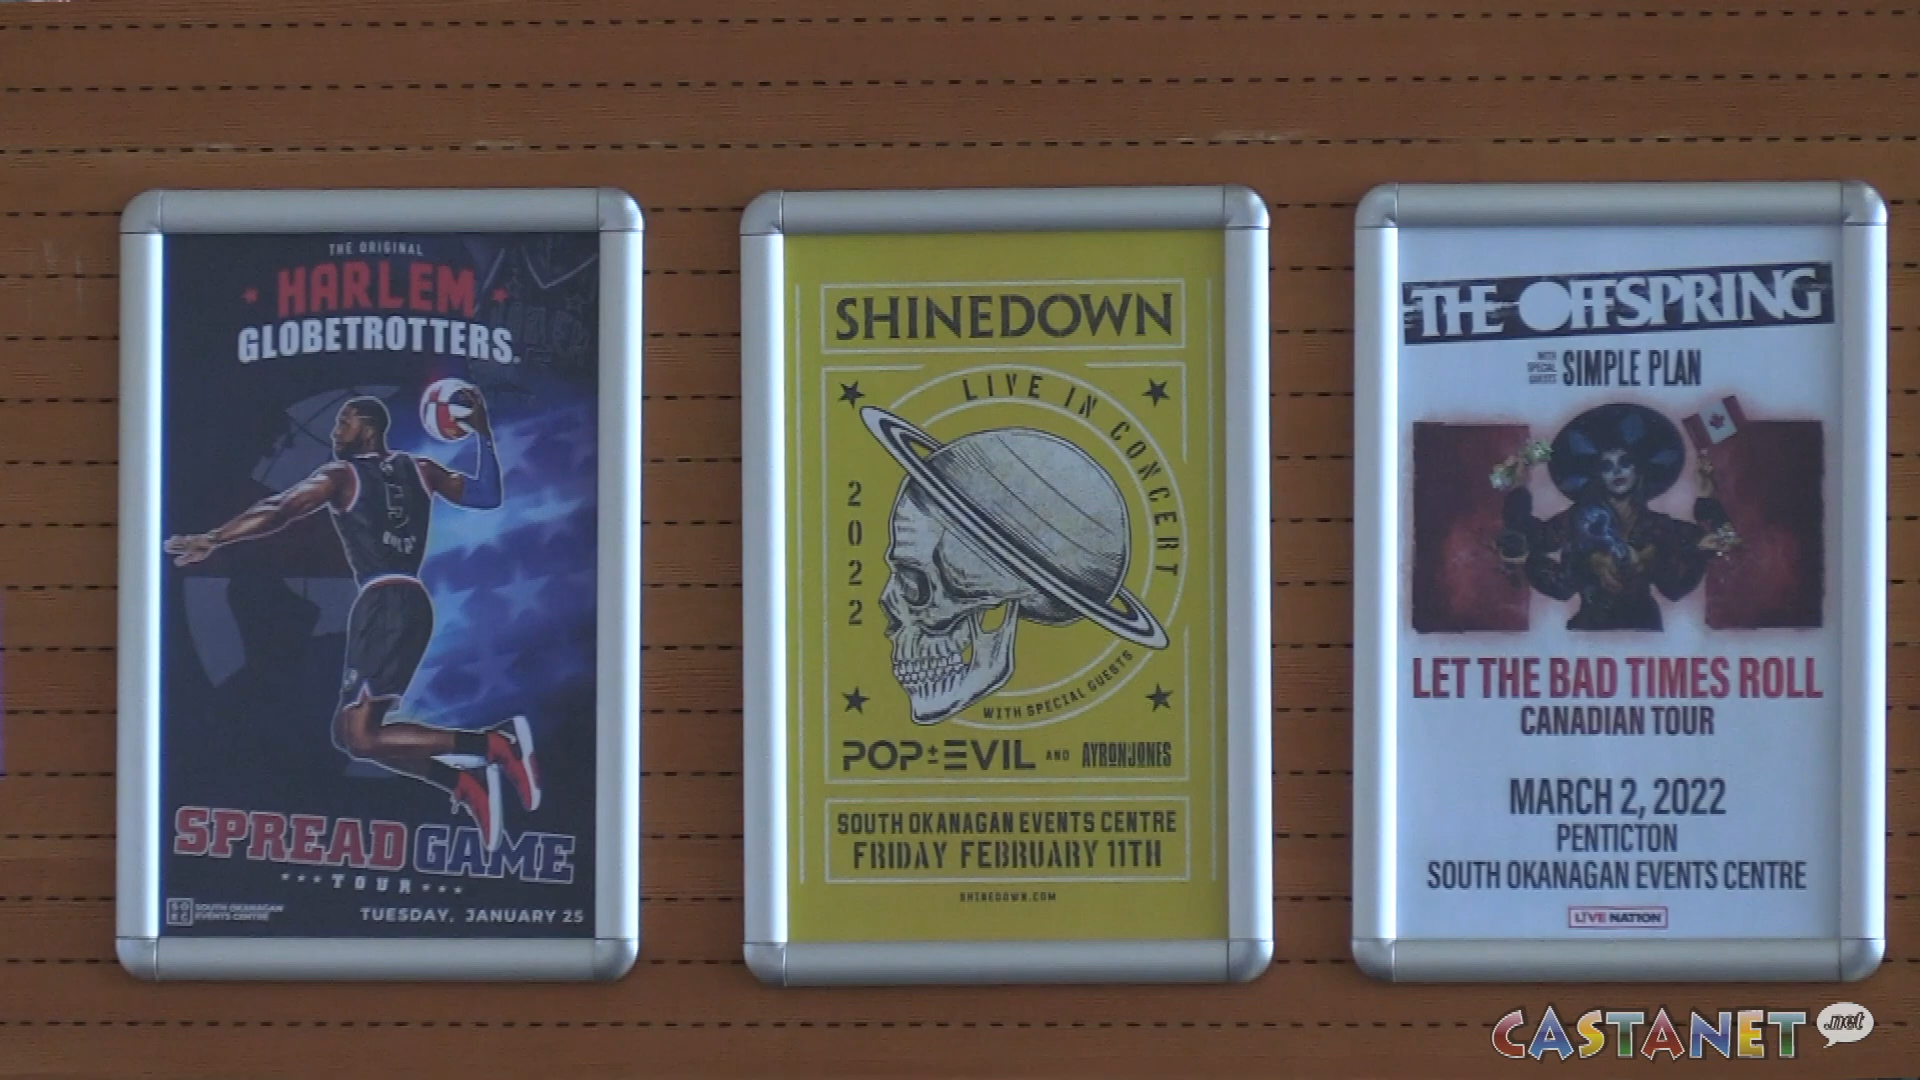 THE ORIGINAL
HARLEM
GLOBETROTTERS
5
SPREAD GAME
TOUR
SOEC
SOUTH OKANAGAN
EVENTS CENTRE
TUESDAY, JANUARY 25
SHINEDOWN
LIVE IN CONCERT
2022
WITH SPECIAL GUESTS
POP EVIL AND AYRON JONES
SOUTH OKANAGAN EVENTS CENTRE
FRIDAY FEBRUARY 11TH
SHINEDOWN.COM
THE OFFSPRING
WITH SPECIAL GUESTS SIMPLE PLAN
LET THE BAD TIMES ROLL
CANADIAN TOUR
MARCH 2, 2022
PENTICTON
SOUTH OKANAGAN EVENTS CENTRE
LIVE NATION
CASTANET .net